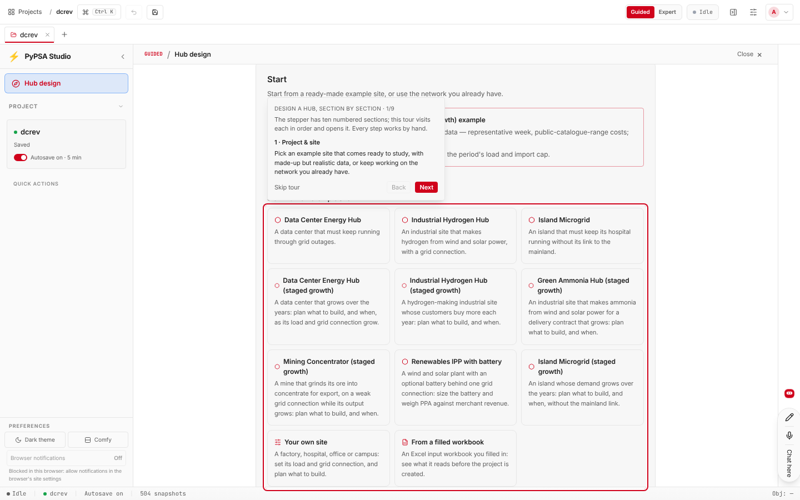 Projects / dcrev ⌘ Ctrl K
Guided Expert Idle A
dcrev × +
PyPSA Studio
Hub design
PROJECT
dcrev
Saved
Autosave on · 5 min
QUICK ACTIONS
PREFERENCES
Dark theme Comfy
Browser notifications Off
Blocked in this browser: allow notifications in the
browser's site settings
GUIDED / Hub design Close ×
Start
Start from a ready-made example site, or use the network you already have.
DESIGN A HUB, SECTION BY SECTION · 1/9
The stepper has ten numbered sections; this tour visits
each in order and opens it. Every step works by hand.
1 · Project & site
Pick an example site that comes ready to study, with
made-up but realistic data, or keep working on the
network you already have.
Skip tour Back Next
) example
data — representative week, public-catalogue-range costs;
the period's load and import cap.
Data Center Energy Hub
A data center that must keep running
through grid outages.
Industrial Hydrogen Hub
An industrial site that makes
hydrogen from wind and solar power,
with a grid connection.
Island Microgrid
An island that must keep its hospital
running without its link to the
mainland.
Data Center Energy Hub
(staged growth)
A data center that grows over the
years: plan what to build, and when,
as its load and grid connection grow.
Industrial Hydrogen Hub
(staged growth)
A hydrogen-making industrial site
whose customers buy more each
year: plan what to build, and when.
Green Ammonia Hub (staged
growth)
An industrial site that makes ammonia
from wind and solar power for a
delivery contract that grows: plan
what to build, and when.
Mining Concentrator (staged
growth)
A mine that grinds its ore into
concentrate for export, on a weak
grid connection while its output
grows: plan what to build, and when.
Renewables IPP with battery
A wind and solar plant with an
optional battery behind one grid
connection: size the battery and
weigh PPA against merchant revenue.
Island Microgrid (staged
growth)
An island whose demand grows over
the years: plan what to build, and
when, without the mainland link.
Your own site
A factory, hospital, office or campus:
set its load and grid connection, and
plan what to build.
From a filled workbook
An Excel input workbook you filled in:
see what it reads before the project is
created.
Chat here
Idle dcrev Autosave on 504 snapshots Obj: —